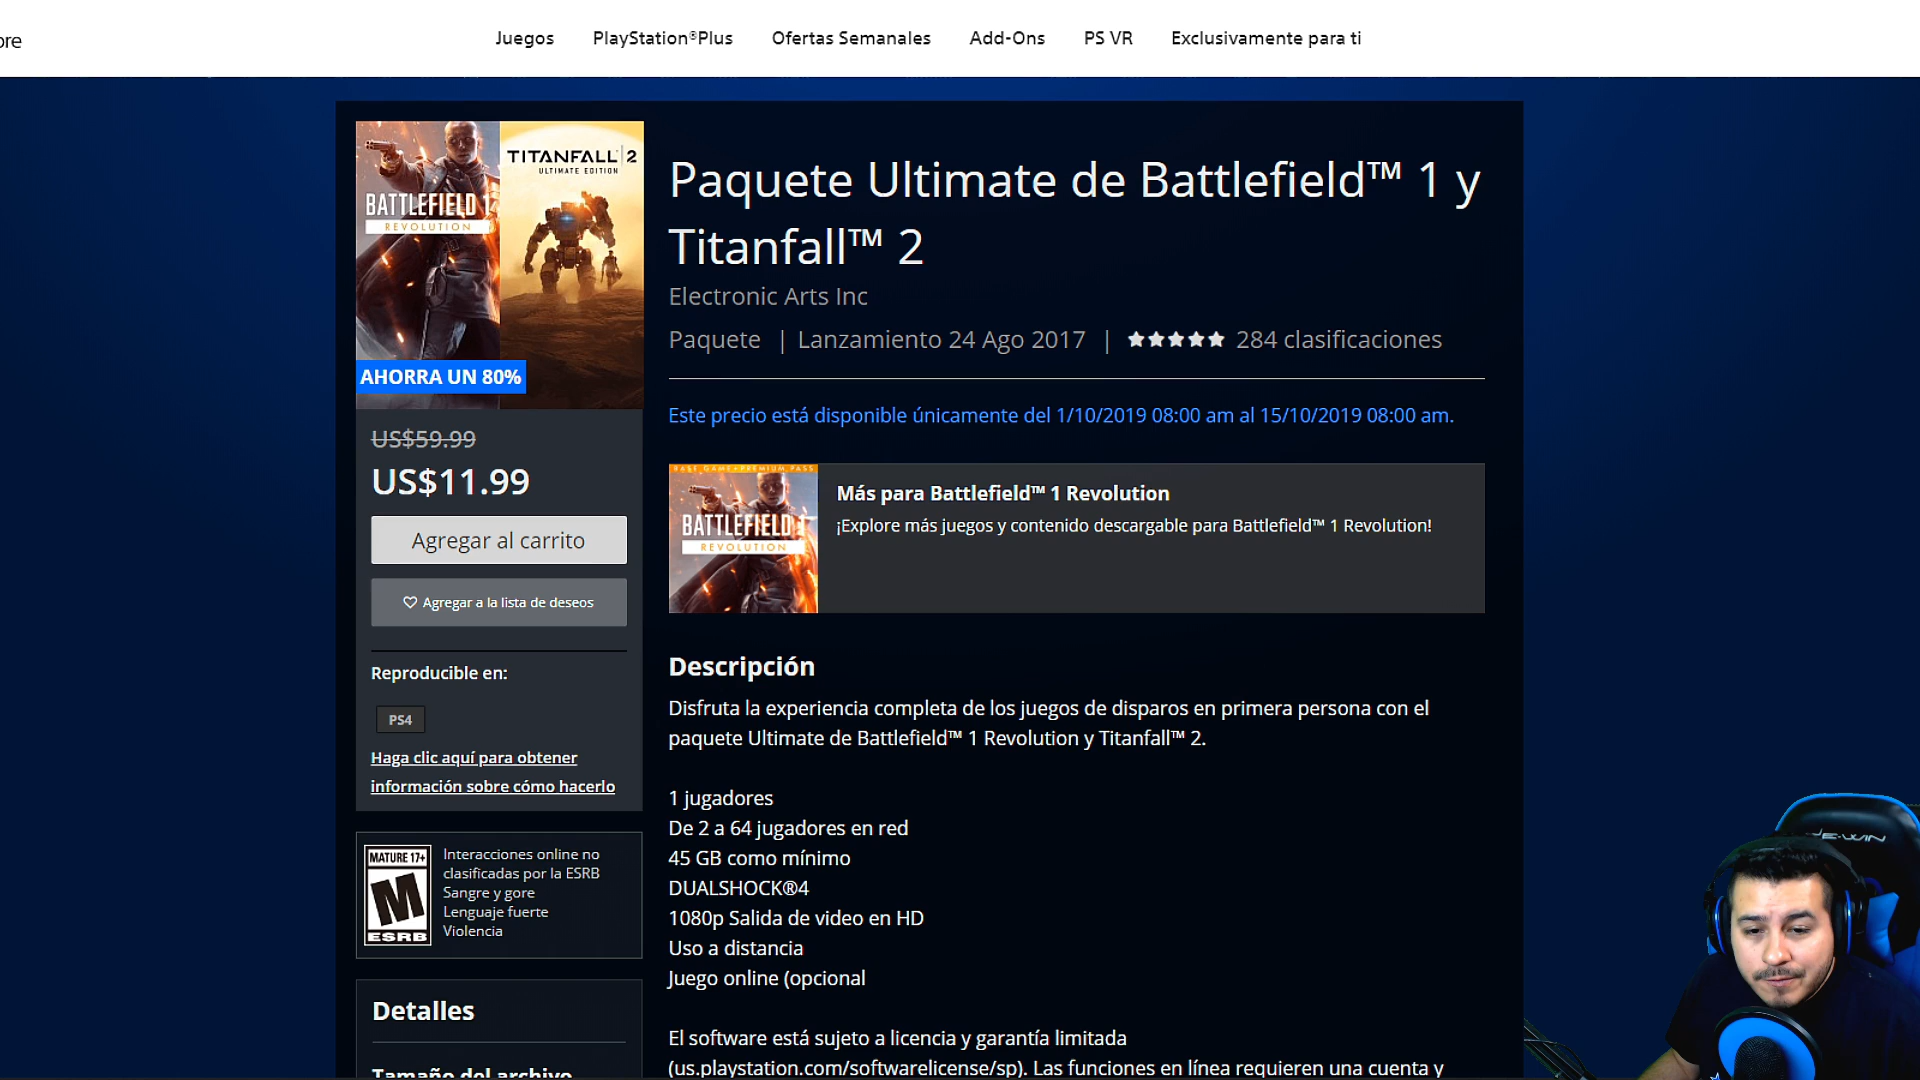 ore
Juegos PlayStation®Plus Ofertas Semanales Add-Ons PS VR Exclusivamente para ti
BATTLEFIELD 1
REVOLUTION
TITANFALL 2
ULTIMATE EDITION
AHORRA UN 80%
US$59.99
US$11.99
Agregar al carrito
Agregar a la lista de deseos
Reproducible en:
PS4
Haga clic aquí para obtener
información sobre cómo hacerlo
MATURE 17+
M
ESRB
Interacciones online no
clasificadas por la ESRB
Sangre y gore
Lenguaje fuerte
Violencia
Detalles
Tamaño del archivo
Paquete Ultimate de Battlefield™ 1 y
Titanfall™ 2
Electronic Arts Inc
Paquete | Lanzamiento 24 Ago 2017 | ★★★★★ 284 clasificaciones
Este precio está disponible únicamente del 1/10/2019 08:00 am al 15/10/2019 08:00 am.
BASE GAME+PREMIUM PASS
BATTLEFIELD 1
REVOLUTION
Más para Battlefield™ 1 Revolution
¡Explore más juegos y contenido descargable para Battlefield™ 1 Revolution!
Descripción
Disfruta la experiencia completa de los juegos de disparos en primera persona con el
paquete Ultimate de Battlefield™ 1 Revolution y Titanfall™ 2.
1 jugadores
De 2 a 64 jugadores en red
45 GB como mínimo
DUALSHOCK®4
1080p Salida de video en HD
Uso a distancia
Juego online (opcional
El software está sujeto a licencia y garantía limitada
(us.playstation.com/softwarelicense/sp). Las funciones en línea requieren una cuenta y